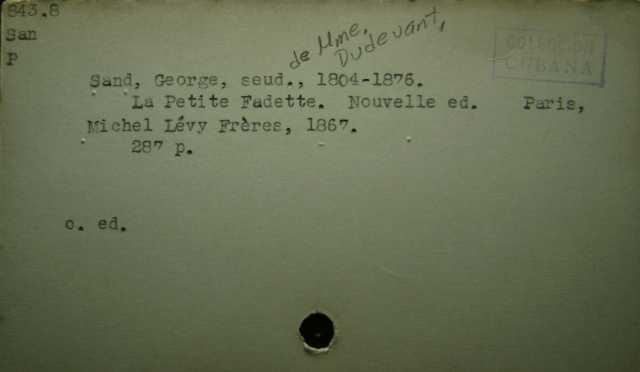 843.8
San
P
de Mme.
Dudevant,
COLECCION
CUBANA
Sand, George, seud., 1804-1876.
La Petite Fadette. Nouvelle ed. Paris,
Michel Lévy Frères, 1867.
287 p.
o. ed.